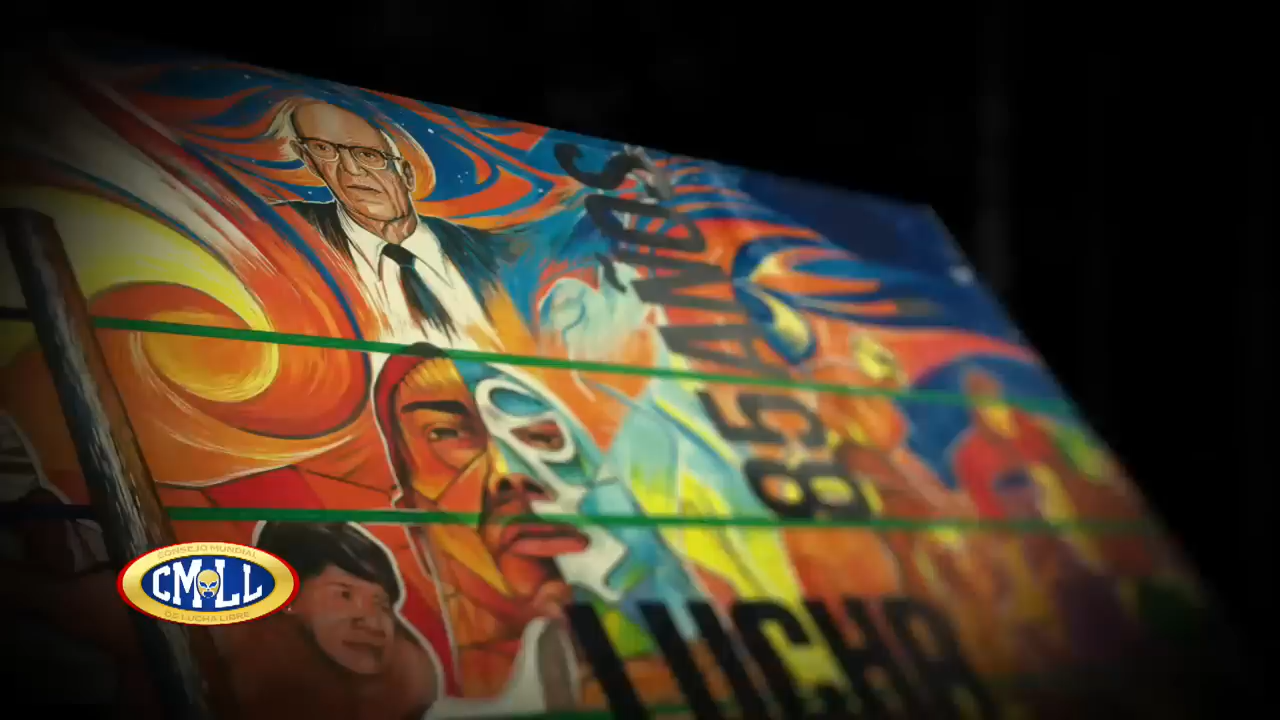 85 AÑOS
LUCHA
CONSEJO MUNDIAL
CMLL
DE LUCHA LIBRE